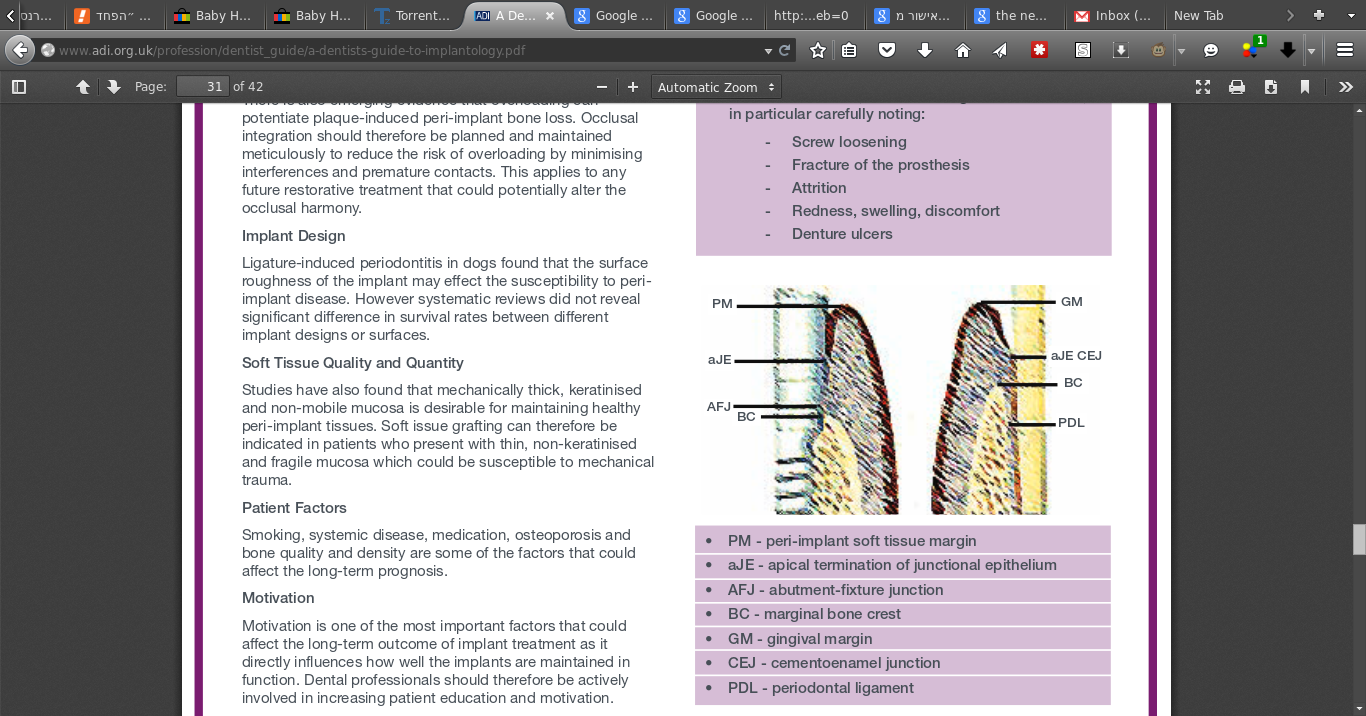 רנס...
״הפחד ...
Baby H...
Baby H...
Torrent...
ADI
A De...
Google ...
Google ...
http:...eb=0
אישור מ...
the ne...
Inbox (...
New Tab
www.adi.org.uk/profession/dentist_guide/a-dentists-guide-to-implantology.pdf
1
Page: 31 of 42
Automatic Zoom
There is also emerging evidence that overloading can
potentiate plaque-induced peri-implant bone loss. Occlusal
integration should therefore be planned and maintained
meticulously to reduce the risk of overloading by minimising
interferences and premature contacts. This applies to any
future restorative treatment that could potentially alter the
occlusal harmony.
Implant Design
Ligature-induced periodontitis in dogs found that the surface
roughness of the implant may effect the susceptibility to peri-
implant disease. However systematic reviews did not reveal
significant difference in survival rates between different
implant designs or surfaces.
Soft Tissue Quality and Quantity
Studies have also found that mechanically thick, keratinised
and non-mobile mucosa is desirable for maintaining healthy
peri-implant tissues. Soft issue grafting can therefore be
indicated in patients who present with thin, non-keratinised
and fragile mucosa which could be susceptible to mechanical
trauma.
Patient Factors
Smoking, systemic disease, medication, osteoporosis and
bone quality and density are some of the factors that could
affect the long-term prognosis.
Motivation
Motivation is one of the most important factors that could
affect the long-term outcome of implant treatment as it
directly influences how well the implants are maintained in
function. Dental professionals should therefore be actively
involved in increasing patient education and motivation.
in particular carefully noting:
- Screw loosening
- Fracture of the prosthesis
- Attrition
- Redness, swelling, discomfort
- Denture ulcers
PM
GM
aJE
aJE CEJ
BC
AFJ
BC
PDL
• PM - peri-implant soft tissue margin
• aJE - apical termination of junctional epithelium
• AFJ - abutment-fixture junction
• BC - marginal bone crest
• GM - gingival margin
• CEJ - cementoenamel junction
• PDL - periodontal ligament